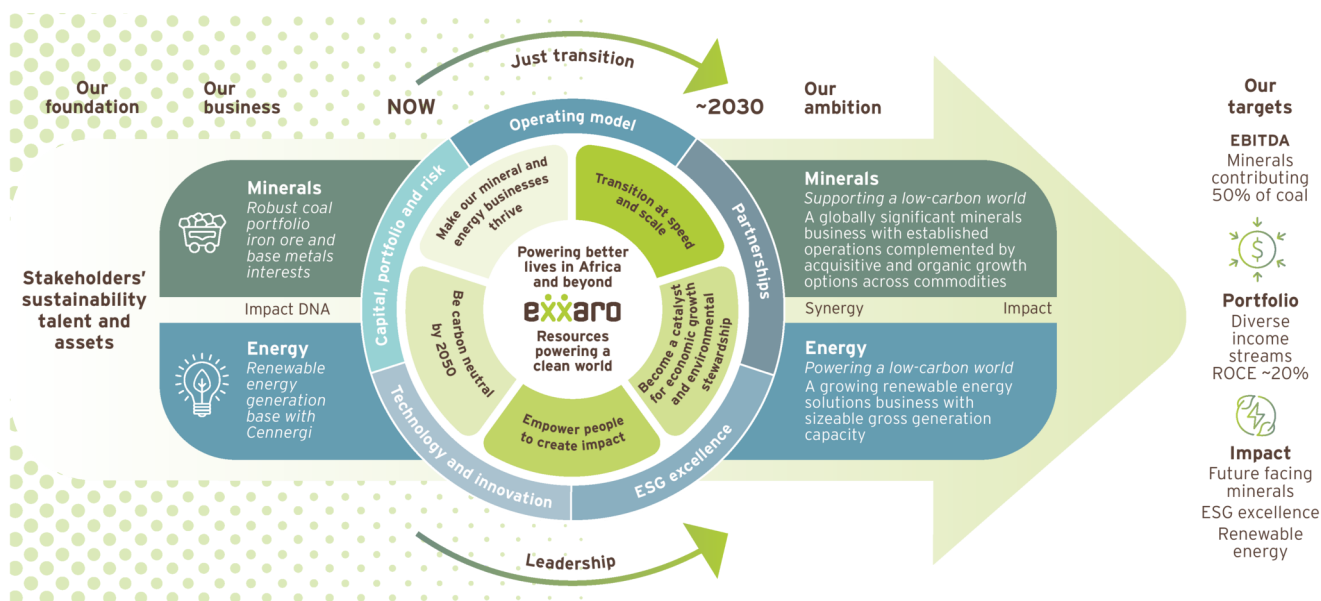 Our
foundation
Our
business
NOW
Just transition
~2030
Our
ambition
Our
targets
Stakeholders’
sustainability
talent and
assets
Minerals
Robust coal
portfolio
iron ore and
base metals
interests
Impact DNA
Energy
Renewable
energy
generation
base with
Cennergi
Operating model
Partnerships
ESG excellence
Technology and innovation
Capital, portfolio and risk
Make our mineral and
energy businesses
thrive
Transition at speed
and scale
Become a catalyst
for economic growth
and environmental
stewardship
Empower people
to create impact
Be carbon neutral
by 2050
Powering better
lives in Africa
and beyond
exxaro
Resources
powering a
clean world
Leadership
Minerals
Supporting a low-carbon world
A globally significant minerals
business with established
operations complemented by
acquisitive and organic growth
options across commodities
Synergy
Impact
Energy
Powering a low-carbon world
A growing renewable energy
solutions business with
sizeable gross generation
capacity
EBITDA
Minerals
contributing
50% of coal
$
Portfolio
Diverse
income
streams
ROCE ~20%
Impact
Future facing
minerals
ESG excellence
Renewable
energy